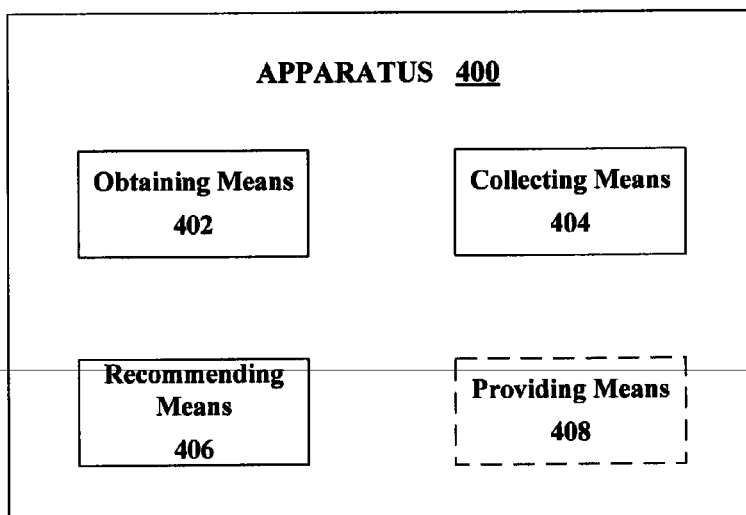 APPARATUS 400
Obtaining Means
402
Collecting Means
404
Recommending
Means
406
Providing Means
408